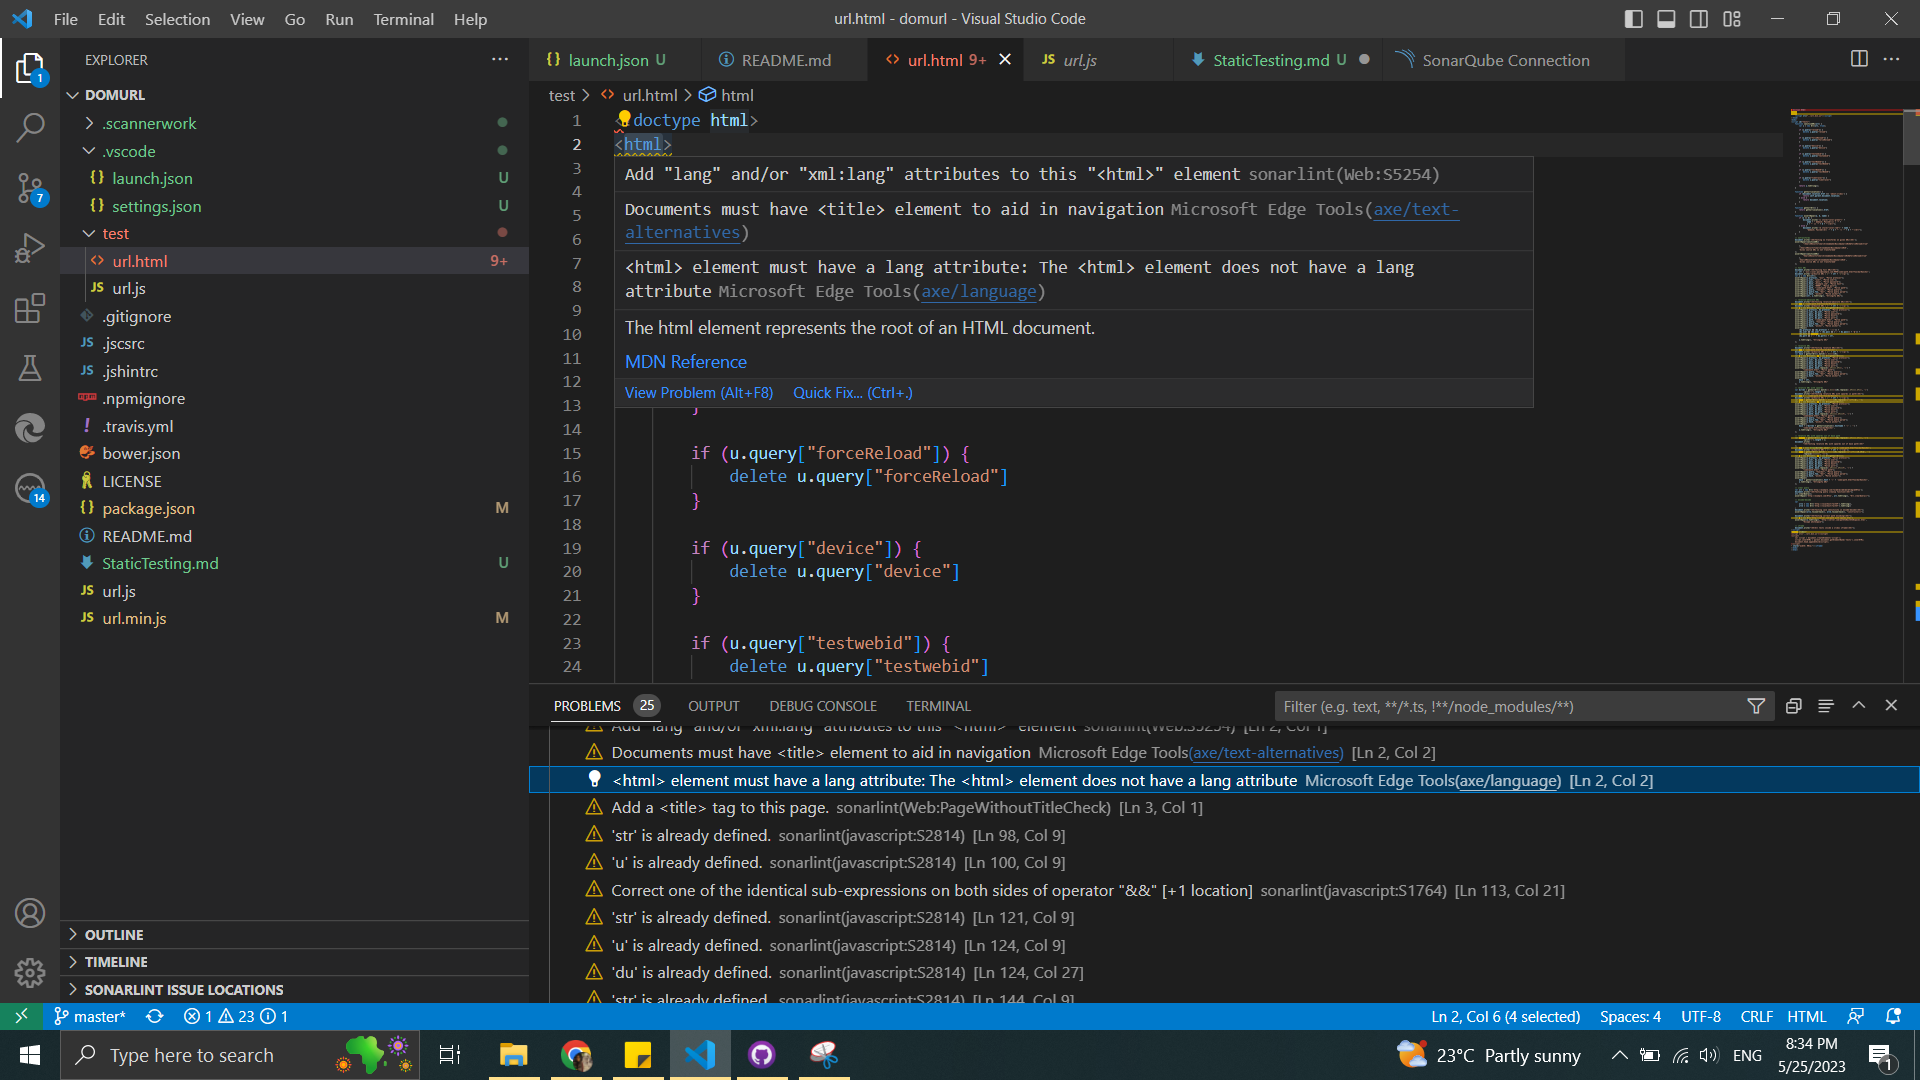 File Edit Selection View Go Run Terminal Help
url.html - domurl - Visual Studio Code
EXPLORER
DOMURL
.scannerwork
.vscode
launch.json U
settings.json U
test
url.html 9+
url.js
.gitignore
.jscsrc
.jshintrc
.npmignore
.travis.yml
bower.json
LICENSE
package.json M
README.md
StaticTesting.md U
url.js
url.min.js M
OUTLINE
TIMELINE
SONARLINT ISSUE LOCATIONS
1
7
14
launch.json U
README.md
url.html 9+
url.js
StaticTesting.md U
SonarQube Connection
test > url.html > html
1 doctype html>
2 <html>
3
4
5
6
7
8
9
10
11
12
13 }
14
15 if (u.query["forceReload"]) {
16 delete u.query["forceReload"]
17 }
18
19 if (u.query["device"]) {
20 delete u.query["device"]
21 }
22
23 if (u.query["testwebid"]) {
24 delete u.query["testwebid"]
Add "lang" and/or "xml:lang" attributes to this "<html>" element sonarlint(Web:S5254)
Documents must have <title> element to aid in navigation Microsoft Edge Tools(axe/text-
alternatives)
<html> element must have a lang attribute: The <html> element does not have a lang
attribute Microsoft Edge Tools(axe/language)
The html element represents the root of an HTML document.
MDN Reference
View Problem (Alt+F8) Quick Fix... (Ctrl+.)
PROBLEMS 25 OUTPUT DEBUG CONSOLE TERMINAL
Filter (e.g. text, **/*.ts, !**/node_modules/**)
Add "lang" and/or "xml:lang" attributes to this "<html>" element sonarlint(Web:S5254) [Ln 2, Col 1]
Documents must have <title> element to aid in navigation Microsoft Edge Tools(axe/text-alternatives) [Ln 2, Col 2]
<html> element must have a lang attribute: The <html> element does not have a lang attribute Microsoft Edge Tools(axe/language) [Ln 2, Col 2]
Add a <title> tag to this page. sonarlint(Web:PageWithoutTitleCheck) [Ln 3, Col 1]
'str' is already defined. sonarlint(javascript:S2814) [Ln 98, Col 9]
'u' is already defined. sonarlint(javascript:S2814) [Ln 100, Col 9]
Correct one of the identical sub-expressions on both sides of operator "&&" [+1 location] sonarlint(javascript:S1764) [Ln 113, Col 21]
'str' is already defined. sonarlint(javascript:S2814) [Ln 121, Col 9]
'u' is already defined. sonarlint(javascript:S2814) [Ln 124, Col 9]
'du' is already defined. sonarlint(javascript:S2814) [Ln 124, Col 27]
'str' is already defined. sonarlint(javascript:S2814) [Ln 144, Col 9]
master* 1 23 1
Ln 2, Col 6 (4 selected) Spaces: 4 UTF-8 CRLF HTML
Type here to search
23°C Partly sunny
ENG
8:34 PM
5/25/2023
1